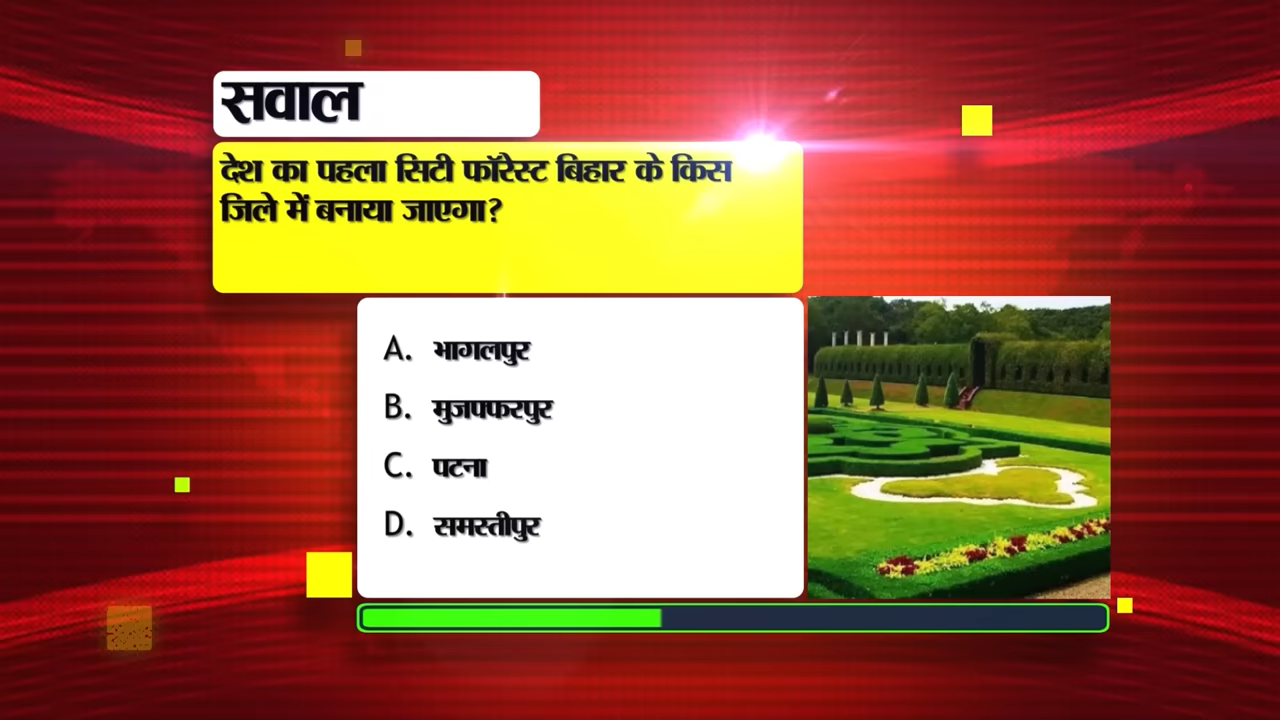 सवाल
देश का पहला सिटी फॉरेस्ट बिहार के किस
जिले में बनाया जाएगा?
A. भागलपुर
B. मुजफ्फरपुर
C. पटना
D. समस्तीपुर